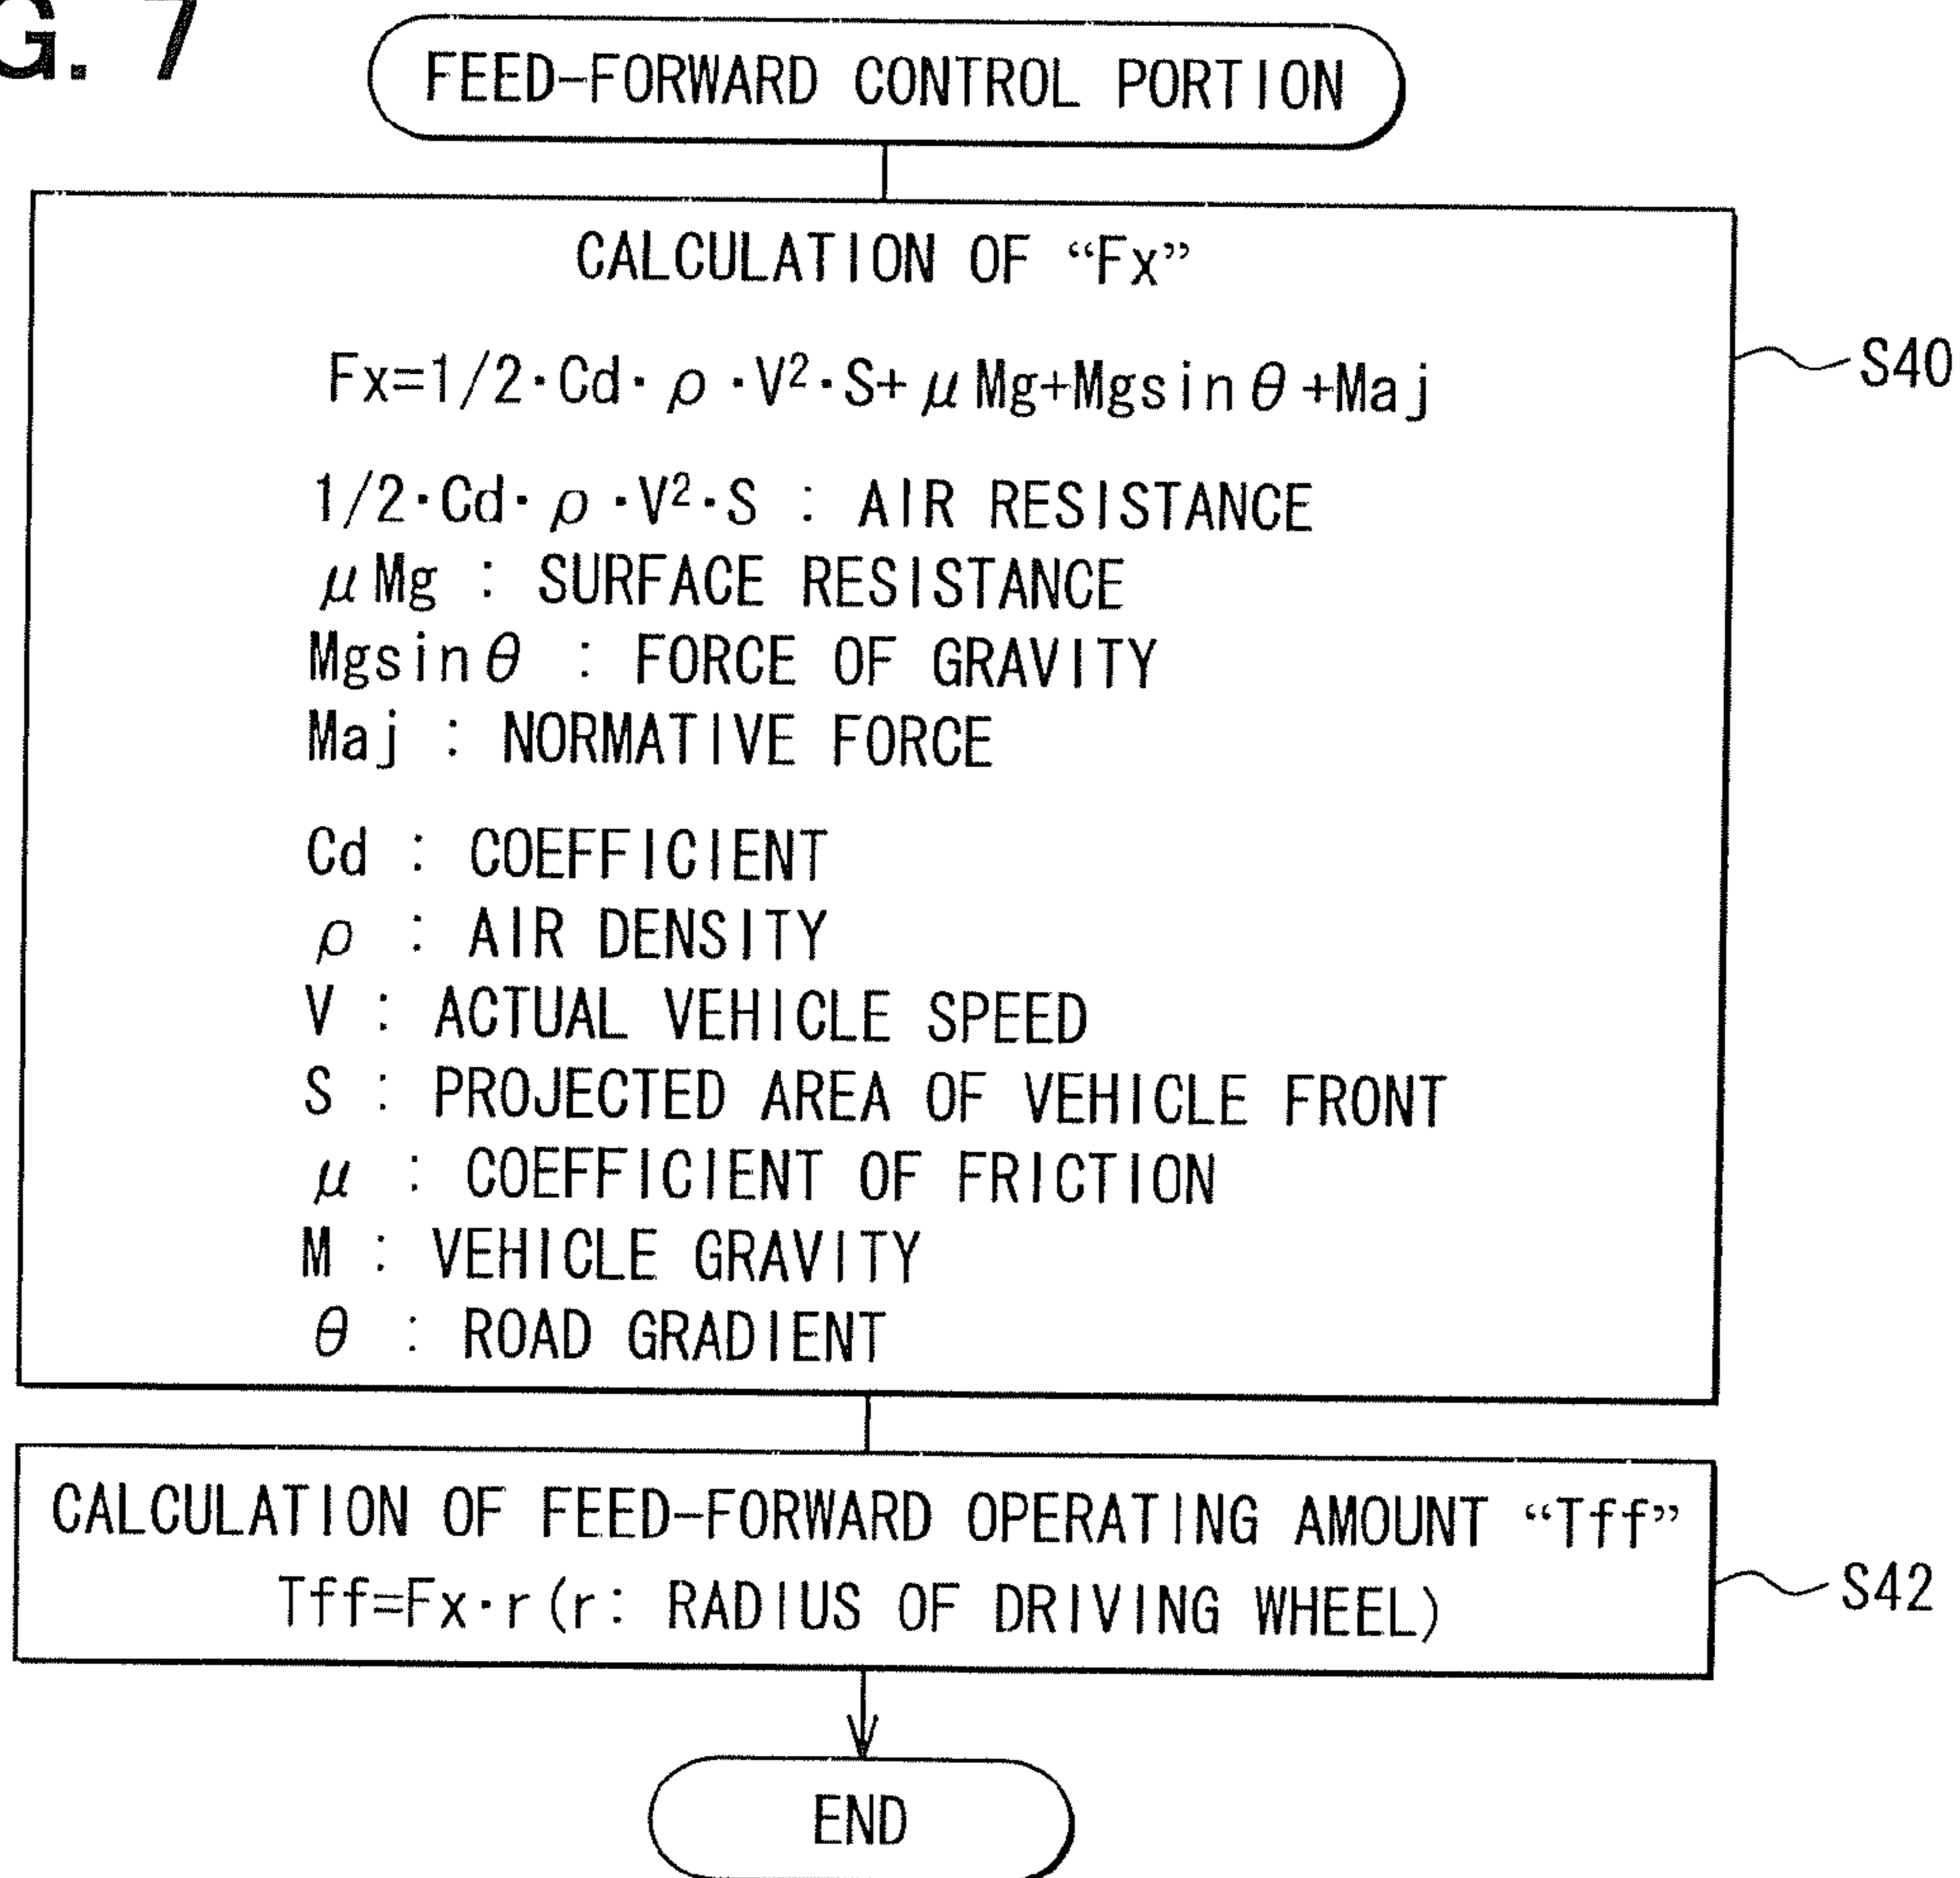 G. 7
FEED-FORWARD CONTROL PORTION
CALCULATION OF “Fx”
Fx=1/2·Cd·ρ·V²·S+μMg+Mgsinθ+Maj
S40
1/2·Cd·ρ·V²·S : AIR RESISTANCE
μMg : SURFACE RESISTANCE
Mgsinθ : FORCE OF GRAVITY
Maj : NORMATIVE FORCE
Cd : COEFFICIENT
ρ : AIR DENSITY
V : ACTUAL VEHICLE SPEED
S : PROJECTED AREA OF VEHICLE FRONT
μ : COEFFICIENT OF FRICTION
M : VEHICLE GRAVITY
θ : ROAD GRADIENT
CALCULATION OF FEED-FORWARD OPERATING AMOUNT “Tff”
Tff=Fx·r(r: RADIUS OF DRIVING WHEEL)
S42
END